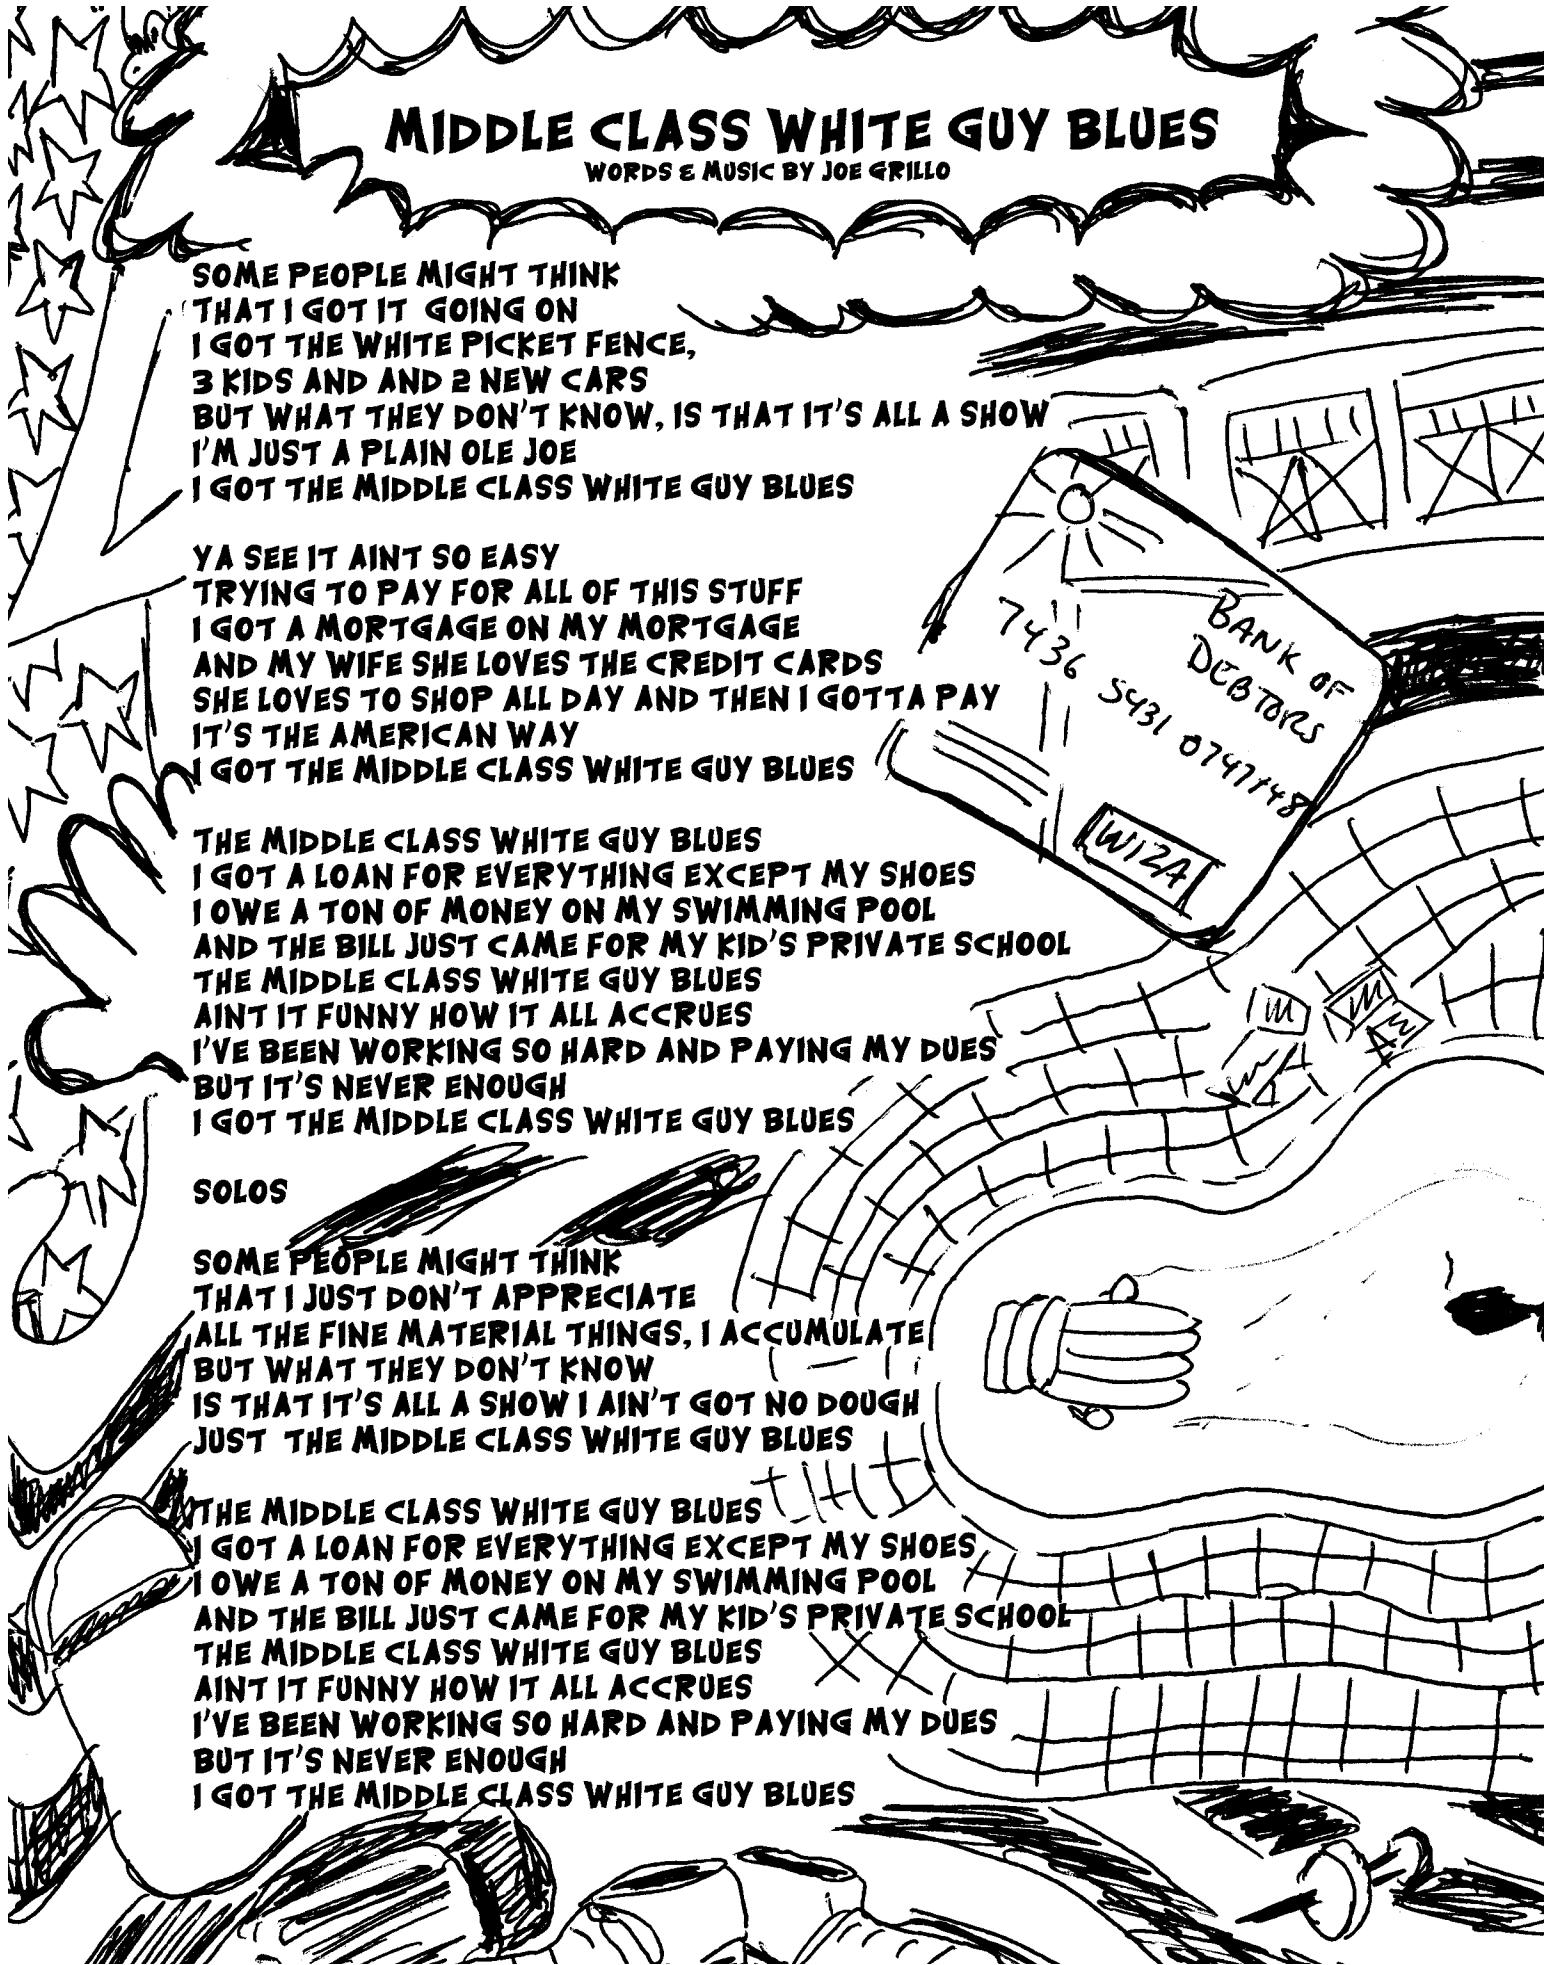 MIDDLE CLASS WHITE GUY BLUES
WORDS & MUSIC BY JOE GRILLO
SOME PEOPLE MIGHT THINK
THAT I GOT IT GOING ON
I GOT THE WHITE PICKET FENCE,
3 KIDS AND AND 2 NEW CARS
BUT WHAT THEY DON'T KNOW, IS THAT IT'S ALL A SHOW
I'M JUST A PLAIN OLE JOE
I GOT THE MIDDLE CLASS WHITE GUY BLUES
YA SEE IT AINT SO EASY
TRYING TO PAY FOR ALL OF THIS STUFF
I GOT A MORTGAGE ON MY MORTGAGE
AND MY WIFE SHE LOVES THE CREDIT CARDS
SHE LOVES TO SHOP ALL DAY AND THEN I GOTTA PAY
IT'S THE AMERICAN WAY
I GOT THE MIDDLE CLASS WHITE GUY BLUES
THE MIDDLE CLASS WHITE GUY BLUES
I GOT A LOAN FOR EVERYTHING EXCEPT MY SHOES
I OWE A TON OF MONEY ON MY SWIMMING POOL
AND THE BILL JUST CAME FOR MY KID'S PRIVATE SCHOOL
THE MIDDLE CLASS WHITE GUY BLUES
AINT IT FUNNY HOW IT ALL ACCRUES
I'VE BEEN WORKING SO HARD AND PAYING MY DUES
BUT IT'S NEVER ENOUGH
I GOT THE MIDDLE CLASS WHITE GUY BLUES
SOLOS
SOME PEOPLE MIGHT THINK
THAT I JUST DON'T APPRECIATE
ALL THE FINE MATERIAL THINGS, I ACCUMULATE
BUT WHAT THEY DON'T KNOW
IS THAT IT'S ALL A SHOW I AIN'T GOT NO DOUGH
JUST THE MIDDLE CLASS WHITE GUY BLUES
THE MIDDLE CLASS WHITE GUY BLUES
I GOT A LOAN FOR EVERYTHING EXCEPT MY SHOES
I OWE A TON OF MONEY ON MY SWIMMING POOL
AND THE BILL JUST CAME FOR MY KID'S PRIVATE SCHOOL
THE MIDDLE CLASS WHITE GUY BLUES
AINT IT FUNNY HOW IT ALL ACCRUES
I'VE BEEN WORKING SO HARD AND PAYING MY DUES
BUT IT'S NEVER ENOUGH
I GOT THE MIDDLE CLASS WHITE GUY BLUES
BANK OF
DEBTORS
7436 5431
WIZA